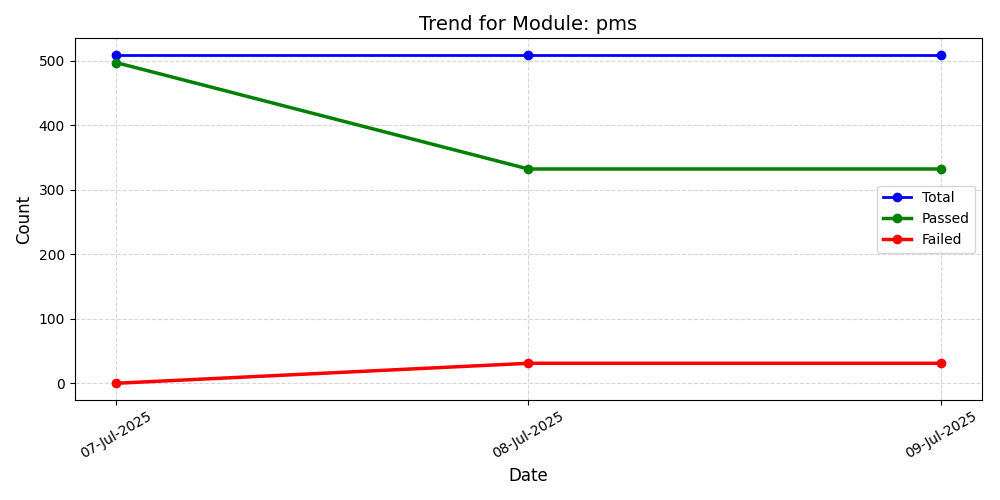 Trend for Module: pms
Count
500
400
300
200
100
0
Total
Passed
Failed
07-Jul-2025
08-Jul-2025
09-Jul-2025
Date